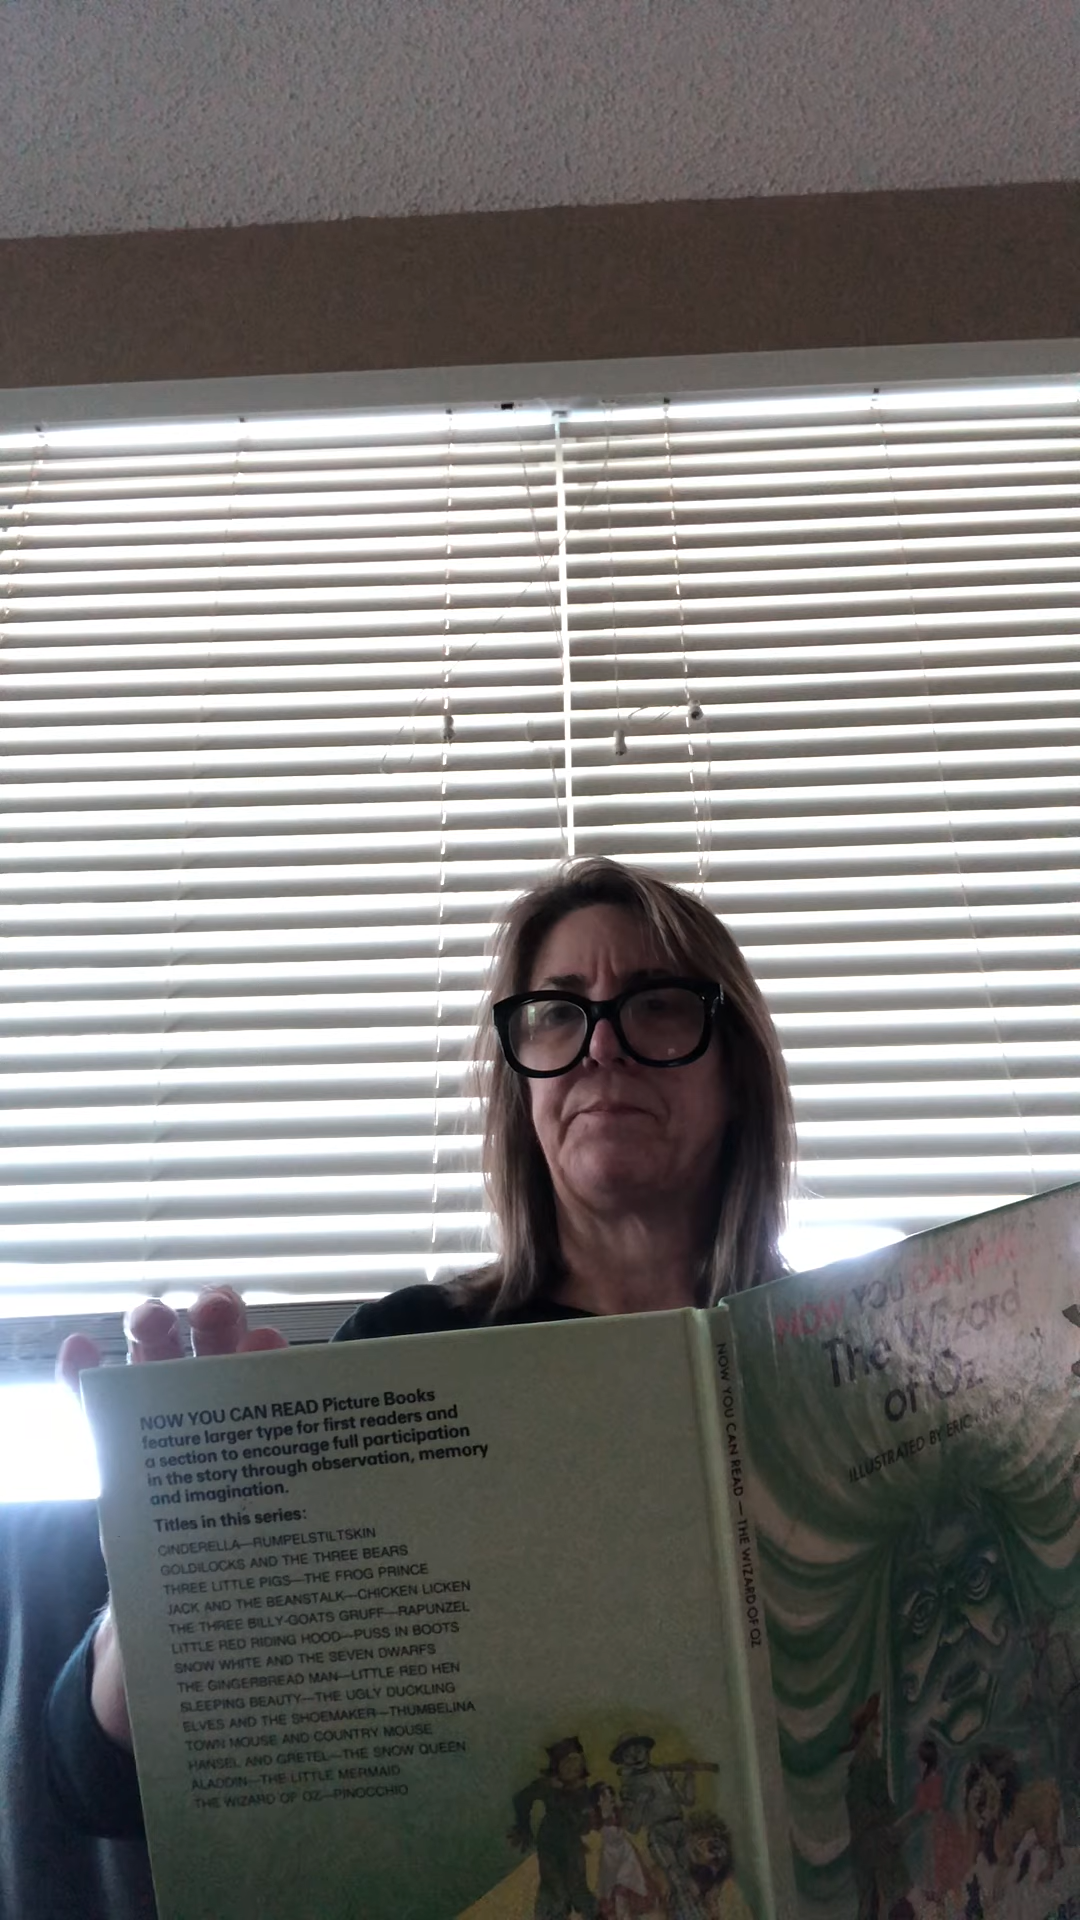 NOW YOU CAN READ Picture Books
feature larger type for first readers and
a section to encourage full participation
in the story through observation, memory
and imagination.
Titles in this series:
CINDERELLA—RUMPELSTILTSKIN
GOLDILOCKS AND THE THREE BEARS
THREE LITTLE PIGS—THE FROG PRINCE
JACK AND THE BEANSTALK—CHICKEN LICKEN
THE THREE BILLY-GOATS GRUFF—RAPUNZEL
LITTLE RED RIDING HOOD—PUSS IN BOOTS
SNOW WHITE AND THE SEVEN DWARFS
THE GINGERBREAD MAN—LITTLE RED HEN
SLEEPING BEAUTY—THE UGLY DUCKLING
ELVES AND THE SHOEMAKER—THUMBELINA
TOWN MOUSE AND COUNTRY MOUSE
HANSEL AND GRETEL—THE SNOW QUEEN
ALADDIN—THE LITTLE MERMAID
THE WIZARD OF OZ—PINOCCHIO
NOW YOU CAN READ—THE WIZARD OF OZ
NOW YOU CAN READ
The Wizard
of Oz
ILLUSTRATED BY ERIC